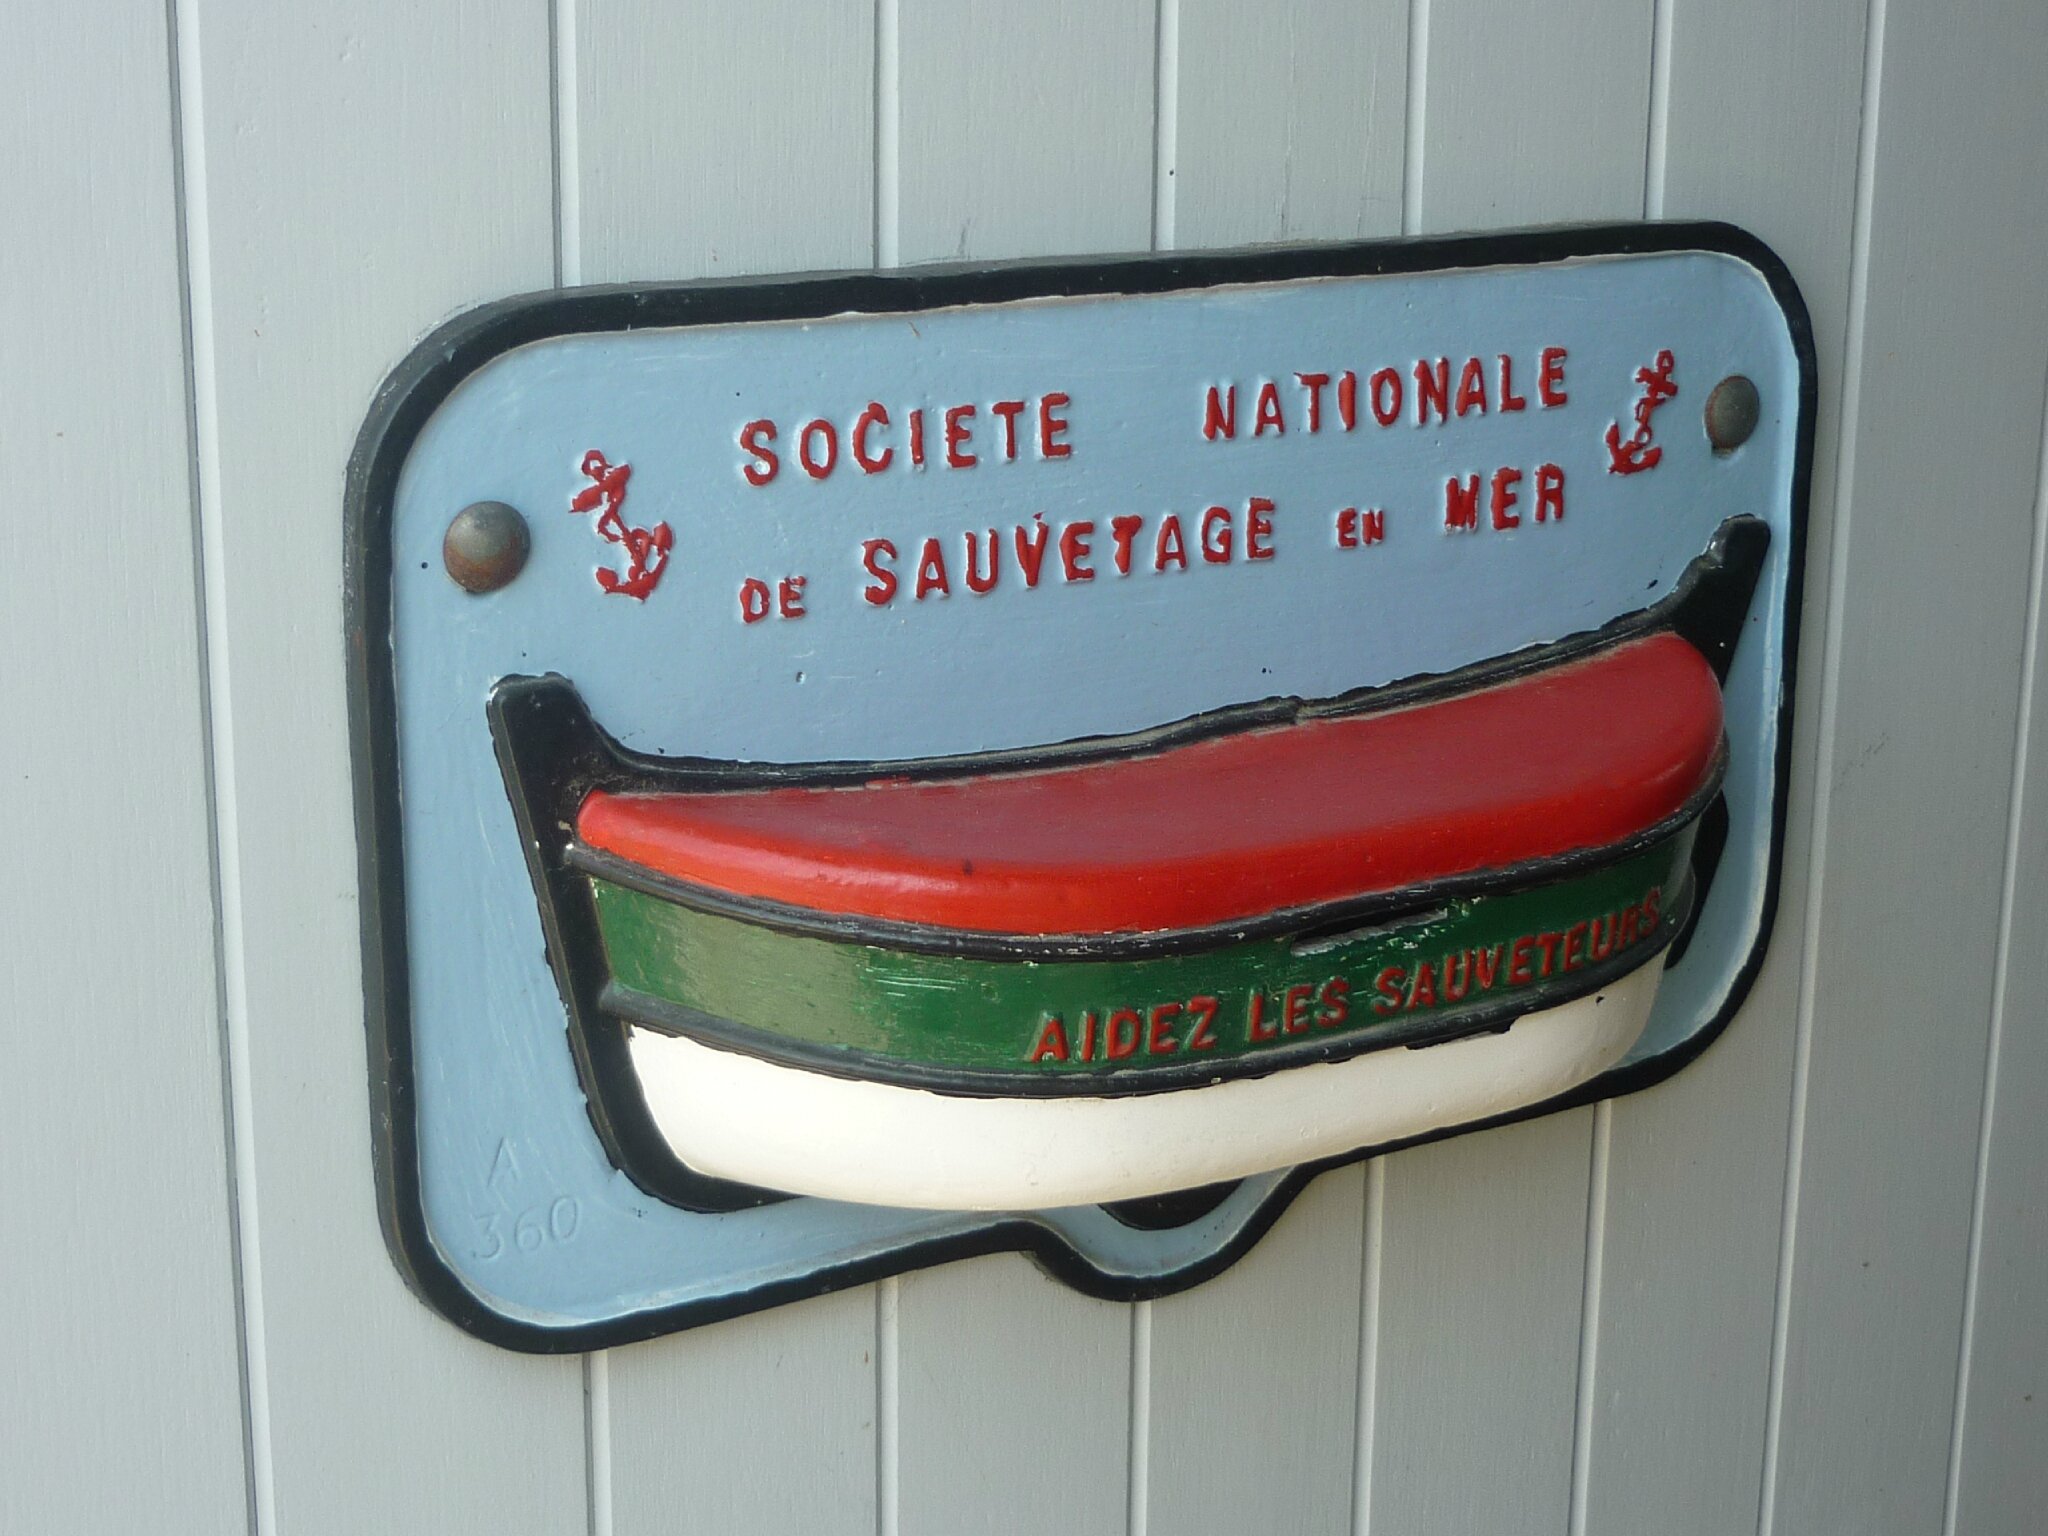 SOCIETE NATIONALE
DE SAUVETAGE EN MER
AIDEZ LES SAUVETEURS
A
360